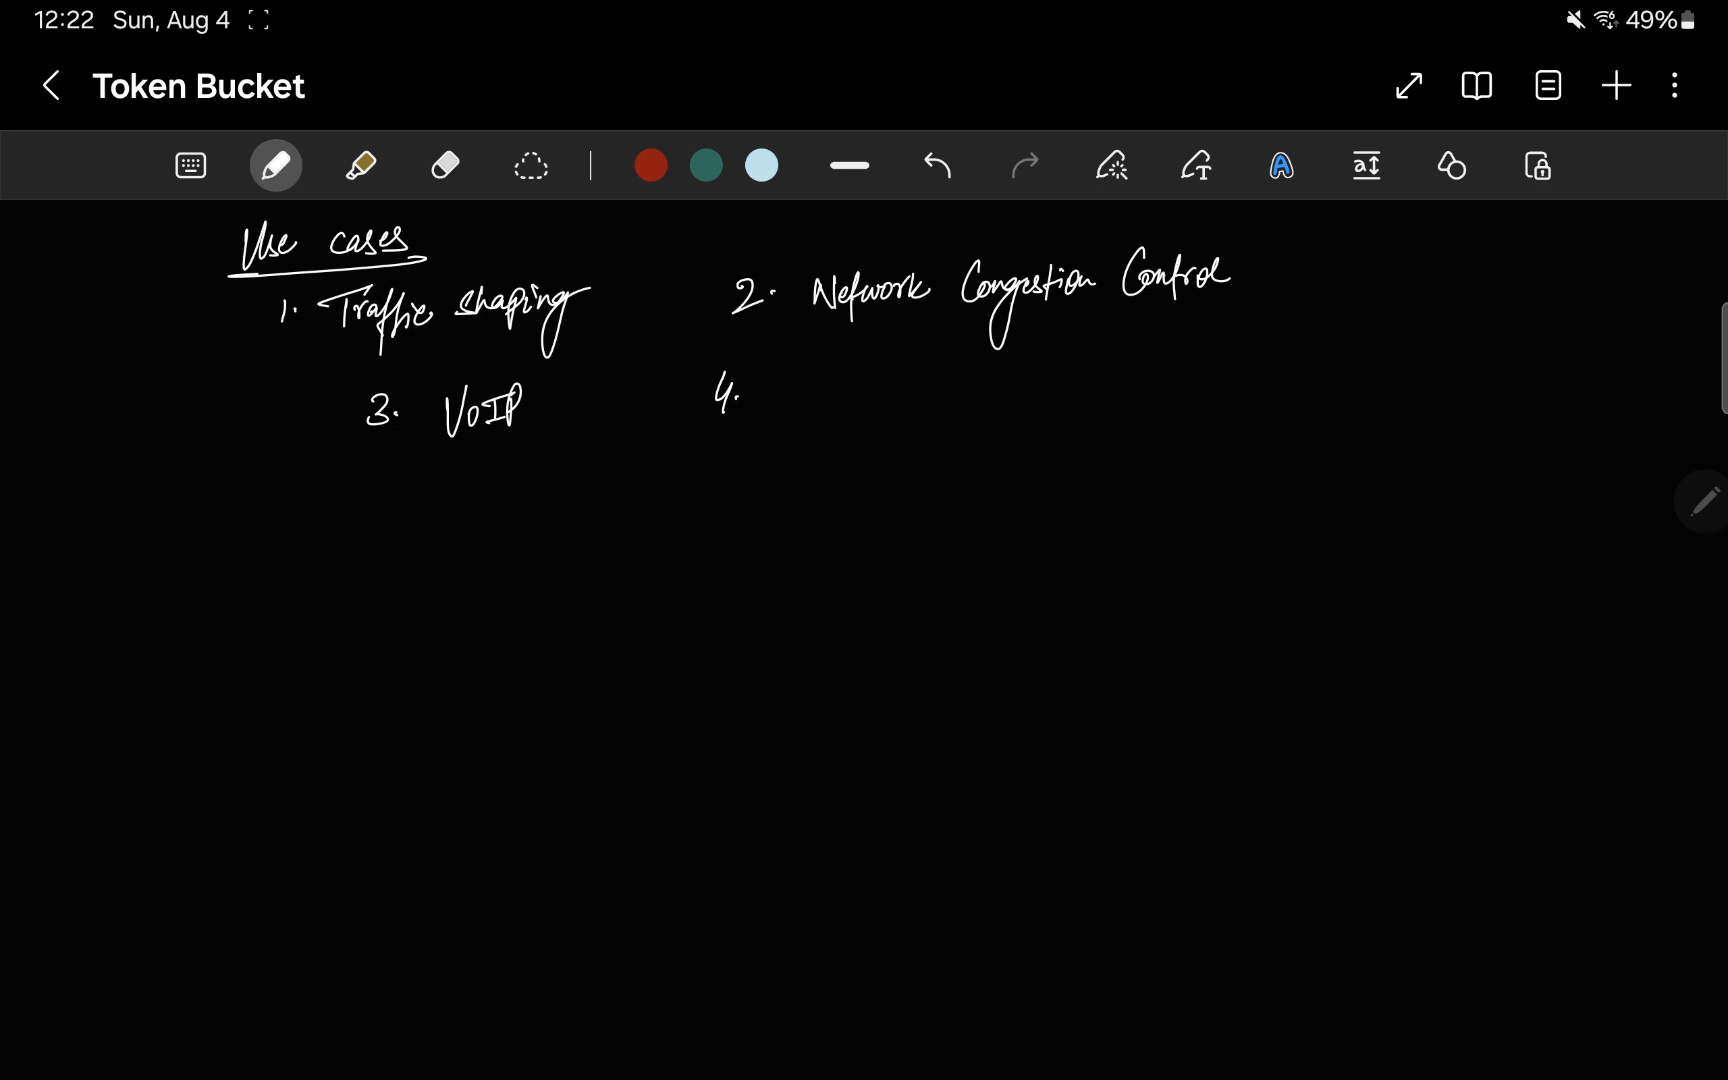 12:22 Sun, Aug 4 49%
Token Bucket
Use cases
1. Traffic shaping 2. Network Congestion Control
3. VoIP 4.